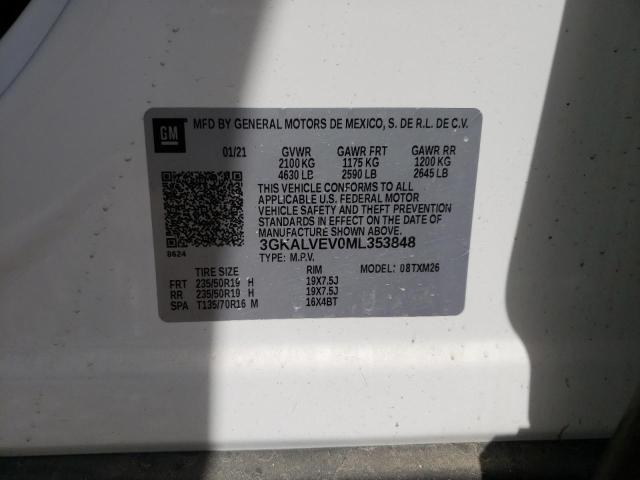 GM MFD BY GENERAL MOTORS DE MEXICO, S. DE R.L. DE C.V.
01/21 GVWR GAWR FRT GAWR RR
2100 KG 1175 KG 1200 KG
4630 LB 2590 LB 2645 LB
THIS VEHICLE CONFORMS TO ALL
APPLICABLE U.S. FEDERAL MOTOR
VEHICLE SAFETY AND THEFT PREVENTION
STANDARDS IN EFFECT ON THE DATE OF
MANUFACTURE SHOWN ABOVE.
3GKALVEV0ML353848
8624 TYPE: M.P.V.
TIRE SIZE RIM MODEL: 08TXM26
FRT 235/50R19 H 19X7.5J
RR 235/50R19 H 19X7.5J
SPA T135/70R16 M 16X4BT